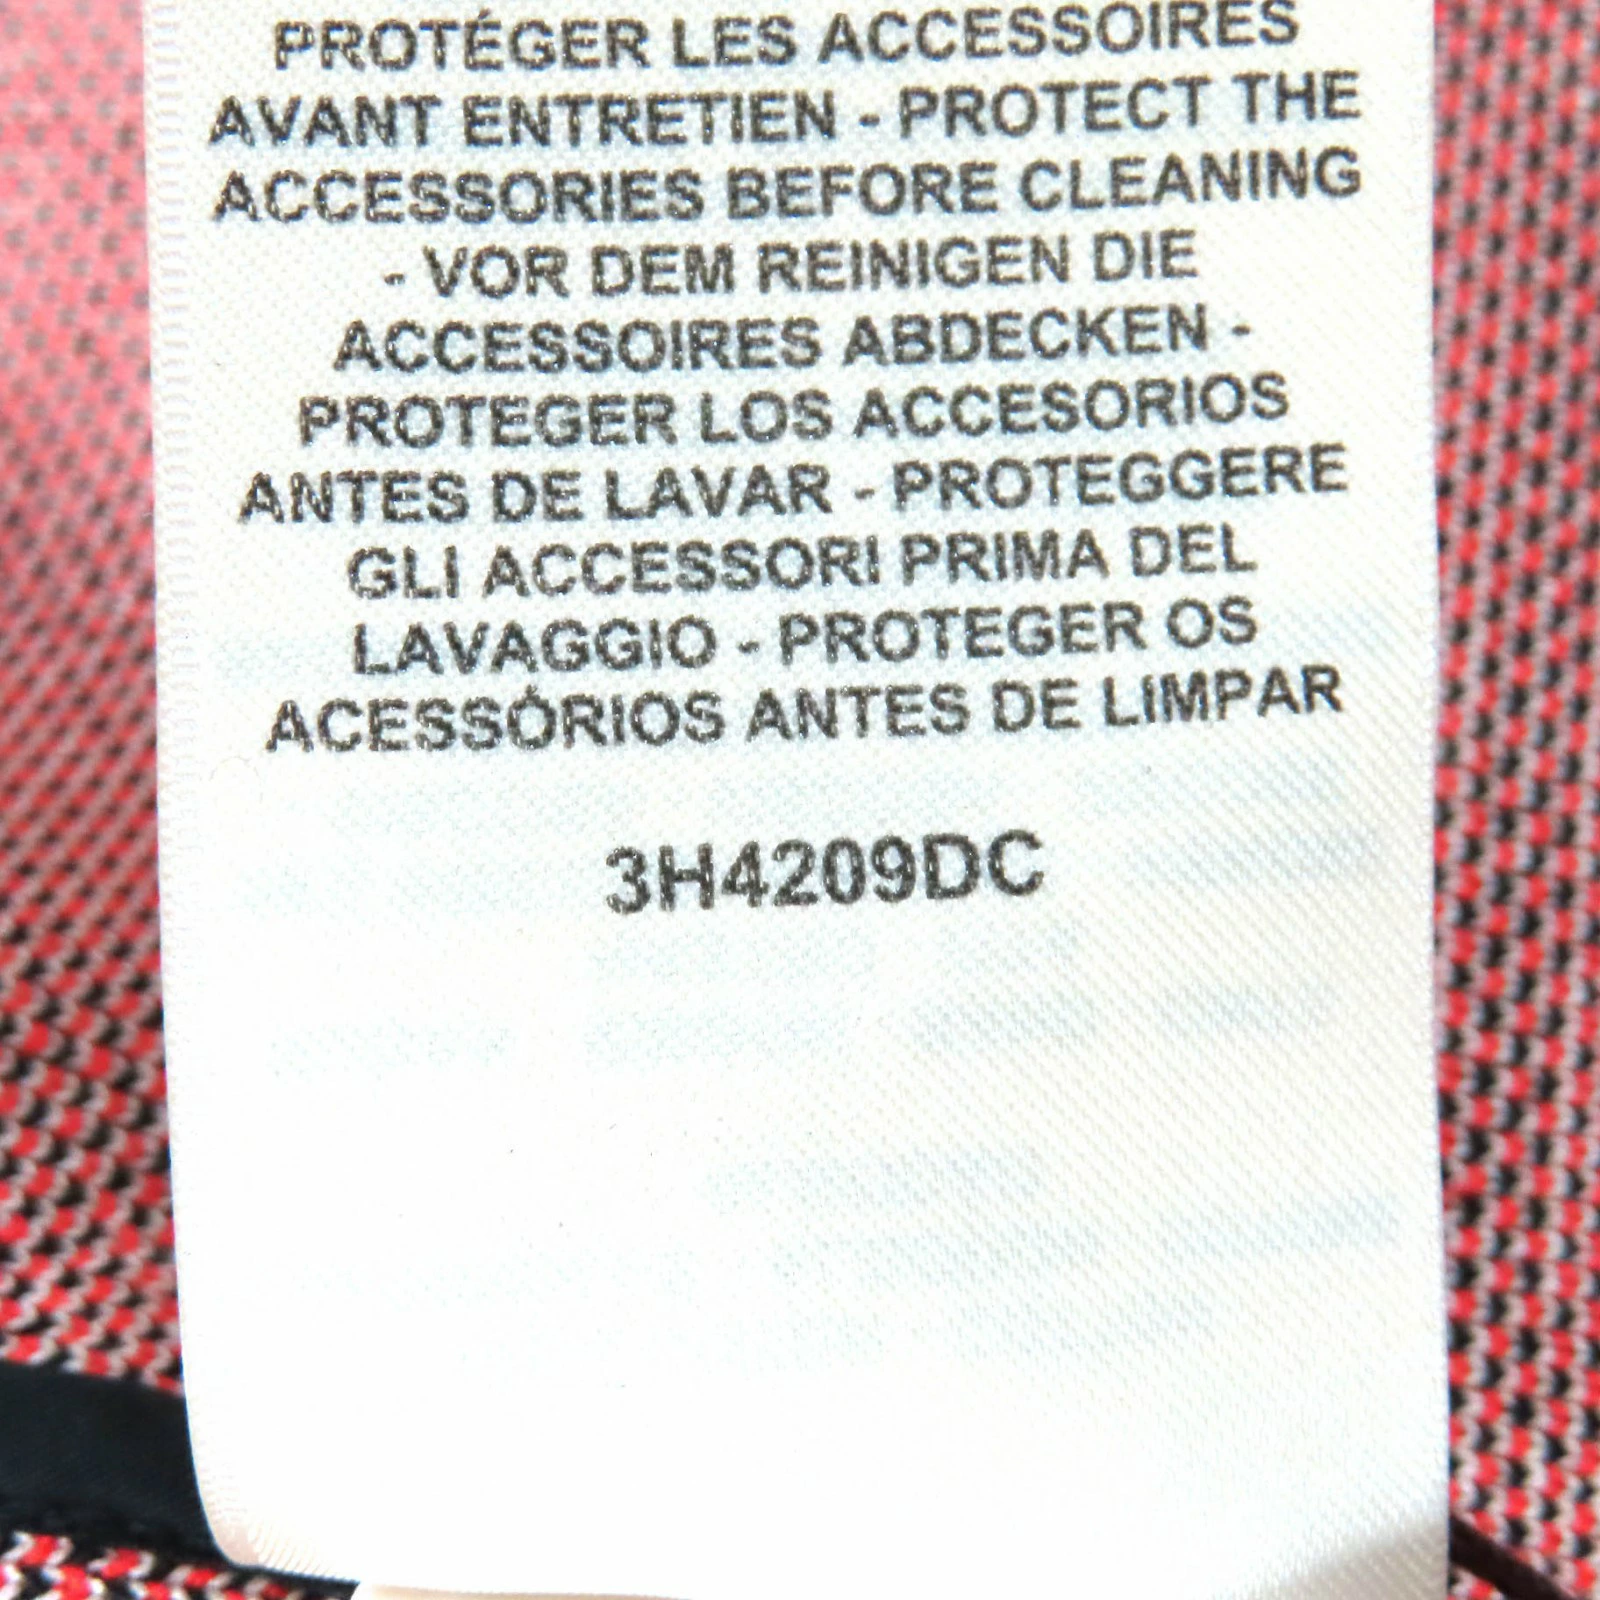 PROTÉGER LES ACCESSOIRES
AVANT ENTRETIEN - PROTECT THE
ACCESSORIES BEFORE CLEANING
- VOR DEM REINIGEN DIE
ACCESSOIRES ABDECKEN -
PROTEGER LOS ACCESORIOS
ANTES DE LAVAR - PROTEGGERE
GLI ACCESSORI PRIMA DEL
LAVAGGIO - PROTEGER OS
ACESSÓRIOS ANTES DE LIMPAR
3H4209DC